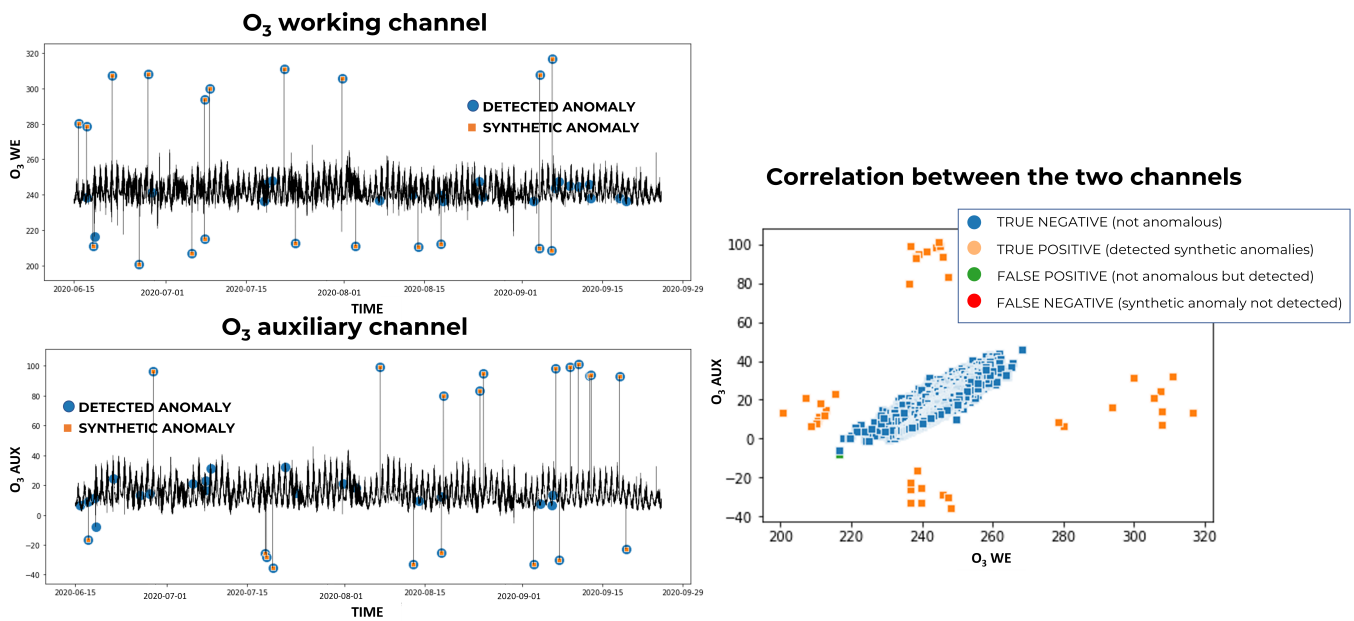 O₃ working channel
O₃ WE
320
300
280
260
240
220
200
DETECTED ANOMALY
SYNTHETIC ANOMALY
2020-06-15 2020-07-01 2020-07-15 2020-08-01 2020-08-15 2020-09-01 2020-09-15 2020-09-29
TIME
O₃ auxiliary channel
O₃ AUX
100
80
60
40
20
0
−20
−40
DETECTED ANOMALY
SYNTHETIC ANOMALY
2020-06-15 2020-07-01 2020-07-15 2020-08-01 2020-08-15 2020-09-01 2020-09-15 2020-09-29
TIME
Correlation between the two channels
TRUE NEGATIVE (not anomalous)
TRUE POSITIVE (detected synthetic anomalies)
FALSE POSITIVE (not anomalous but detected)
FALSE NEGATIVE (synthetic anomaly not detected)
O₃ AUX
100
80
60
40
20
0
−20
−40
200 220 240 260 280 300 320
O₃ WE